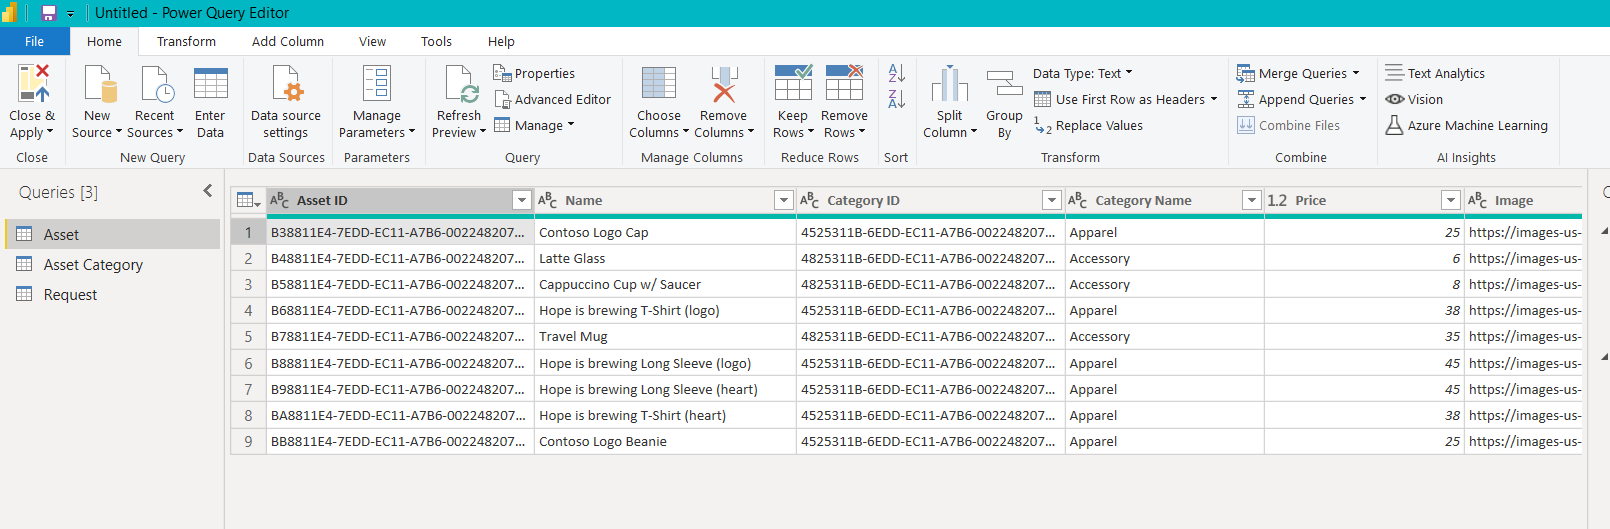 Untitled - Power Query Editor
File Home Transform Add Column View Tools Help
Close & Apply
New Source
Recent Sources
Enter Data
Data source settings
Manage Parameters
Refresh Preview
Properties
Advanced Editor
Manage
Choose Columns
Remove Columns
Keep Rows
Remove Rows
Split Column
Group By
Data Type: Text
Use First Row as Headers
Replace Values
Merge Queries
Append Queries
Combine Files
Text Analytics
Vision
Azure Machine Learning
Close New Query Data Sources Parameters Query Manage Columns Reduce Rows Sort Transform Combine AI Insights
Queries [3]
Asset
Asset Category
Request
ABC Asset ID ABC Name ABC Category ID ABC Category Name 1.2 Price ABC Image
1 B38811E4-7EDD-EC11-A7B6-002248207... Contoso Logo Cap 4525311B-6EDD-EC11-A7B6-002248207... Apparel 25 https://images-us-
2 B48811E4-7EDD-EC11-A7B6-002248207... Latte Glass 4825311B-6EDD-EC11-A7B6-002248207... Accessory 6 https://images-us-
3 B58811E4-7EDD-EC11-A7B6-002248207... Cappuccino Cup w/ Saucer 4825311B-6EDD-EC11-A7B6-002248207... Accessory 8 https://images-us-
4 B68811E4-7EDD-EC11-A7B6-002248207... Hope is brewing T-Shirt (logo) 4525311B-6EDD-EC11-A7B6-002248207... Apparel 38 https://images-us-
5 B78811E4-7EDD-EC11-A7B6-002248207... Travel Mug 4825311B-6EDD-EC11-A7B6-002248207... Accessory 35 https://images-us-
6 B88811E4-7EDD-EC11-A7B6-002248207... Hope is brewing Long Sleeve (logo) 4525311B-6EDD-EC11-A7B6-002248207... Apparel 45 https://images-us-
7 B98811E4-7EDD-EC11-A7B6-002248207... Hope is brewing Long Sleeve (heart) 4525311B-6EDD-EC11-A7B6-002248207... Apparel 45 https://images-us-
8 BA8811E4-7EDD-EC11-A7B6-002248207... Hope is brewing T-Shirt (heart) 4525311B-6EDD-EC11-A7B6-002248207... Apparel 38 https://images-us-
9 BB8811E4-7EDD-EC11-A7B6-002248207... Contoso Logo Beanie 4525311B-6EDD-EC11-A7B6-002248207... Apparel 25 https://images-us-